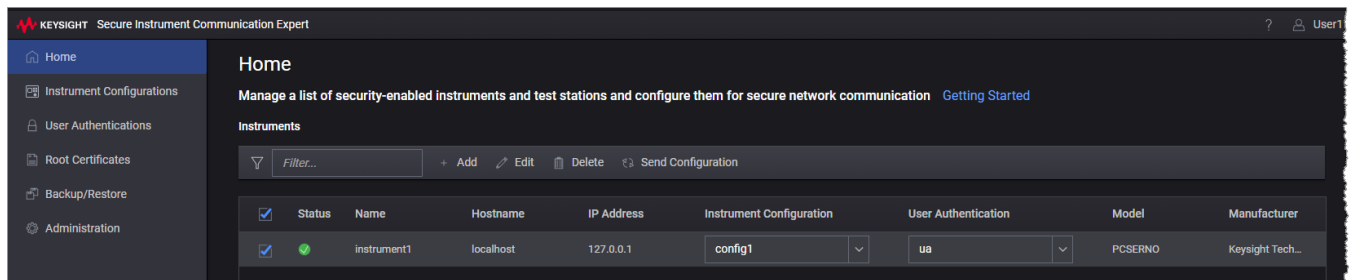 KEYSIGHT Secure Instrument Communication Expert ? User1
Home
Instrument Configurations
User Authentications
Root Certificates
Backup/Restore
Administration
Home
Manage a list of security-enabled instruments and test stations and configure them for secure network communication Getting Started
Instruments
Filter... + Add Edit Delete Send Configuration
Status Name Hostname IP Address Instrument Configuration User Authentication Model Manufacturer
instrument1 localhost 127.0.0.1 config1 ua PCSERNO Keysight Tech...